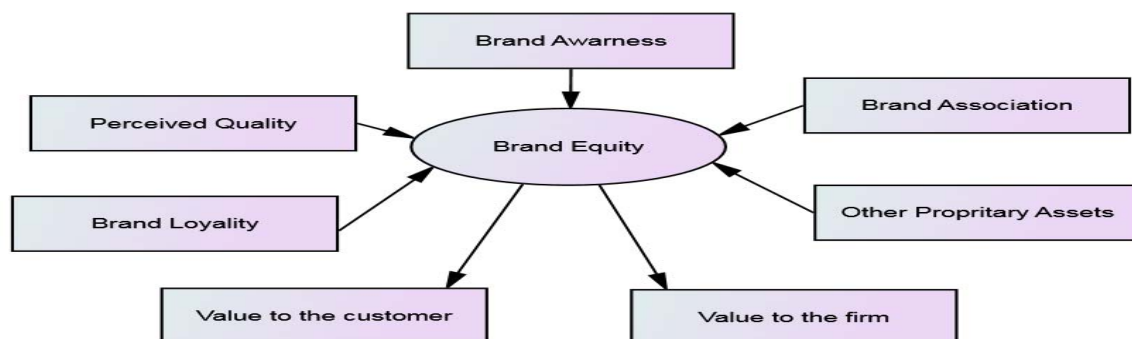 Brand Awarness
Brand Association
Perceived Quality
Brand Equity
Other Propritary Assets
Brand Loyality
Value to the customer
Value to the firm